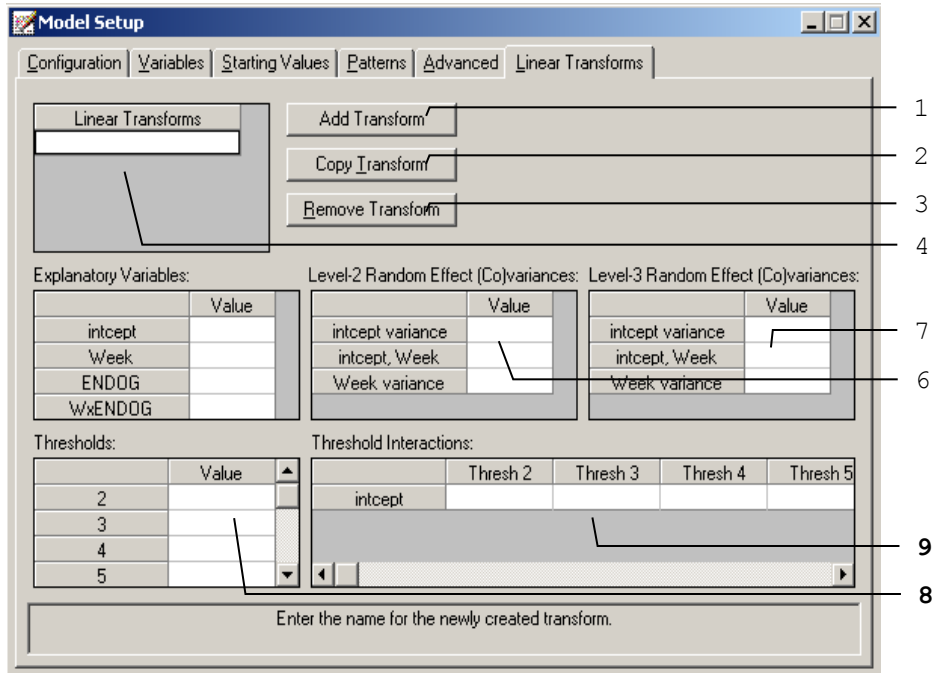 Model Setup
Configuration Variables Starting Values Patterns Advanced Linear Transforms
Linear Transforms
Add Transform
1
Copy Transform
2
Remove Transform
3
4
Explanatory Variables:
Value
intcept
Week
ENDOG
WxENDOG
Level-2 Random Effect (Co)variances:
Value
intcept variance
intcept, Week
Week variance
Level-3 Random Effect (Co)variances:
Value
intcept variance
intcept, Week
Week variance
7
6
Thresholds:
Value
2
3
4
5
Threshold Interactions:
Thresh 2 Thresh 3 Thresh 4 Thresh 5
intcept
9
8
Enter the name for the newly created transform.